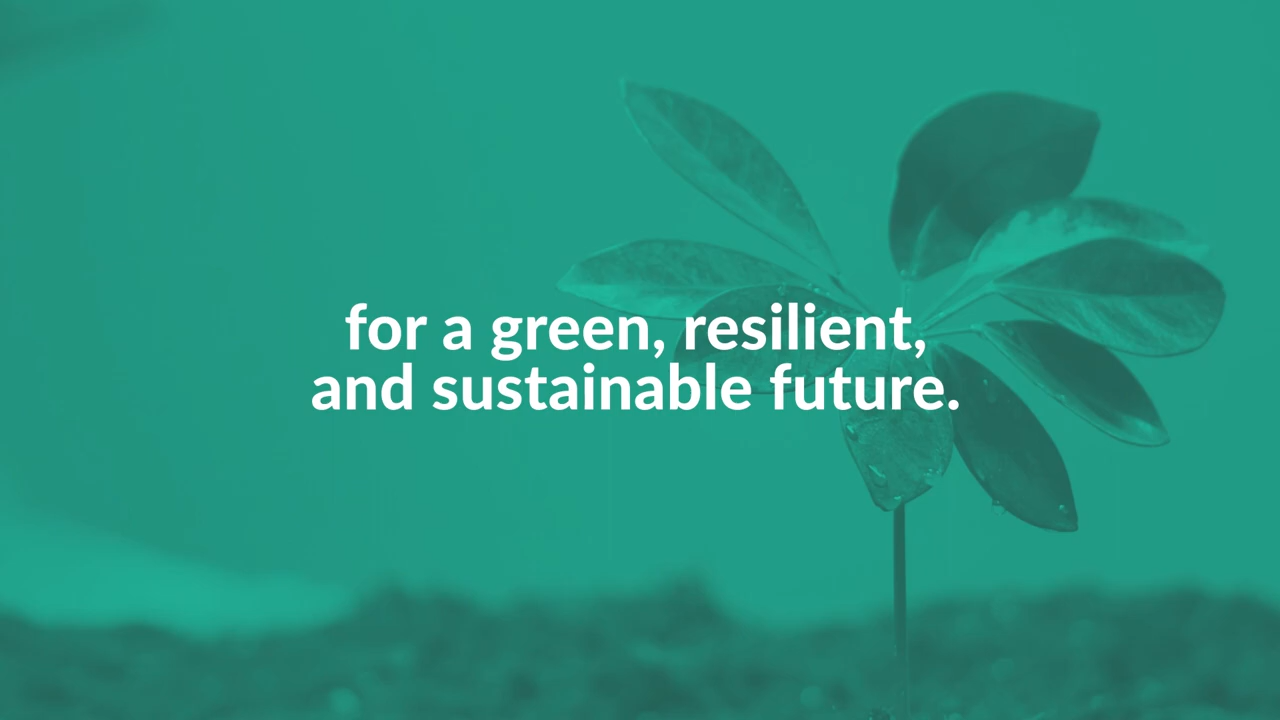 for a green, resilient,
and sustainable future.